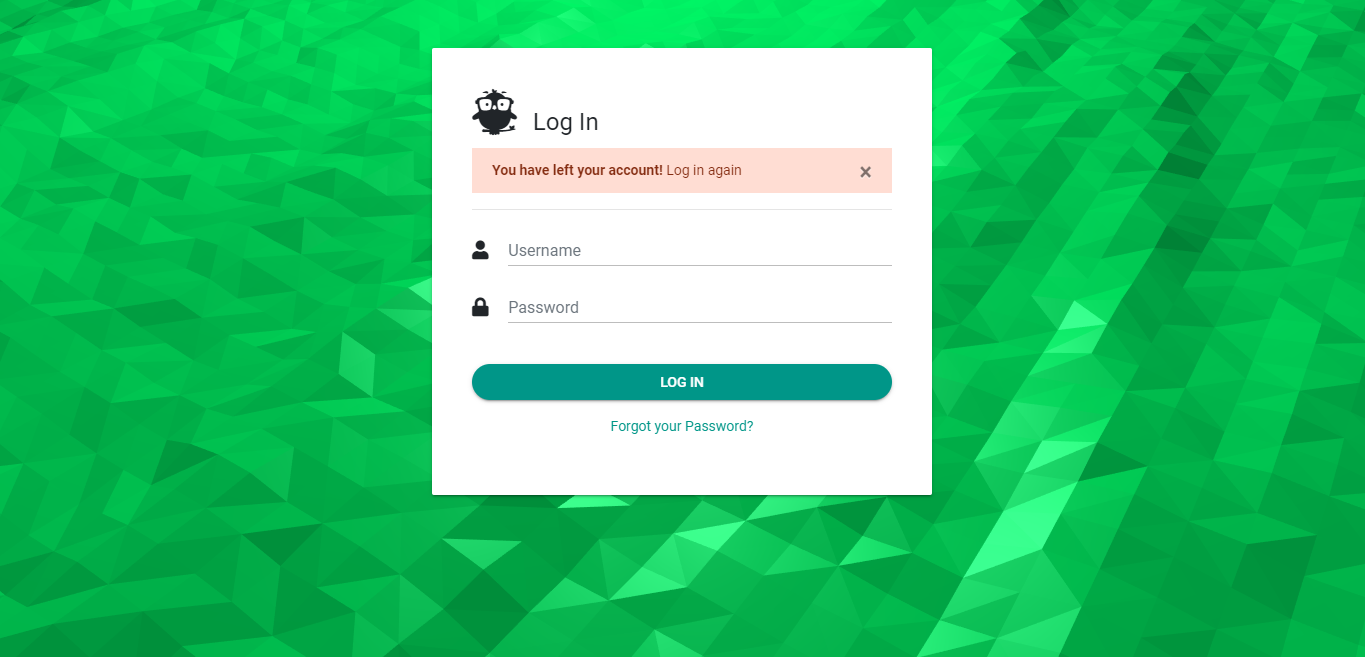 Log In
You have left your account! Log in again ×
Username
Password
LOG IN
Forgot your Password?